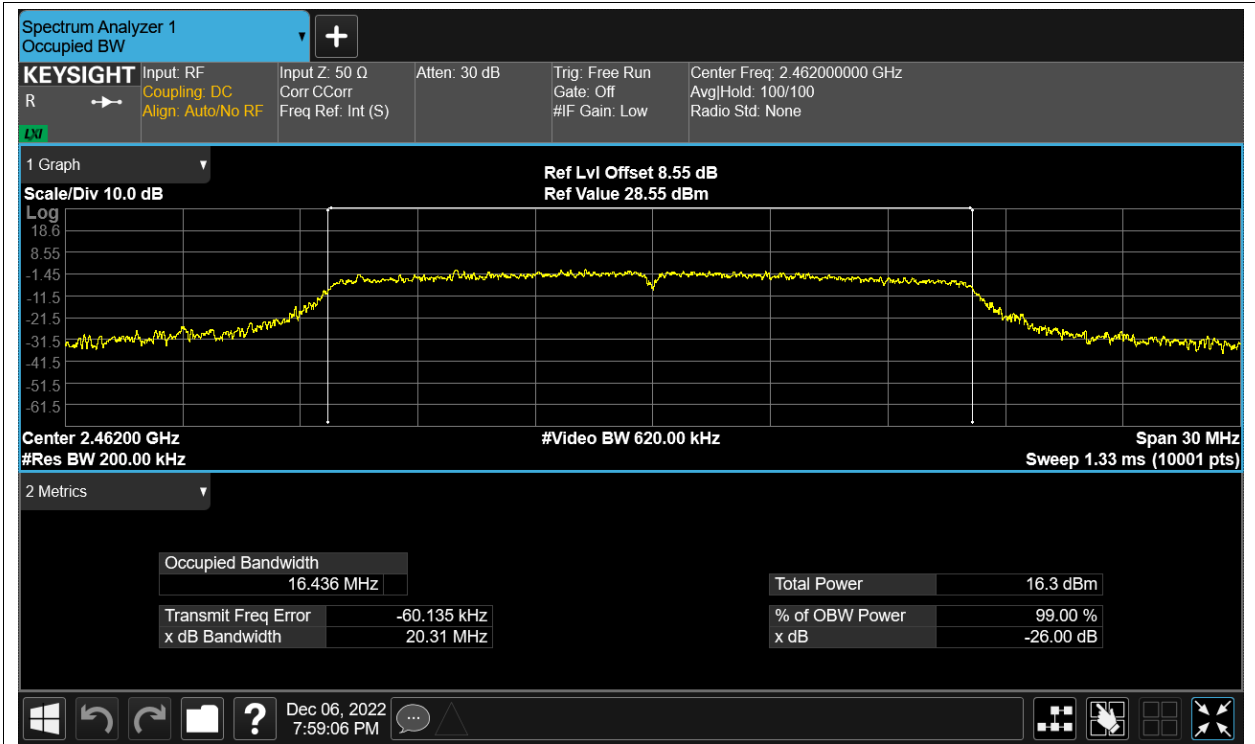 Spectrum Analyzer 1
Occupied BW
▼
+
KEYSIGHT
R
LXI
Input: RF
Coupling: DC
Align: Auto/No RF
Input Z: 50 Ω
Corr CCorr
Freq Ref: Int (S)
Atten: 30 dB
Trig: Free Run
Gate: Off
#IF Gain: Low
Center Freq: 2.462000000 GHz
Avg|Hold: 100/100
Radio Std: None
1 Graph
Scale/Div 10.0 dB
Ref Lvl Offset 8.55 dB
Ref Value 28.55 dBm
Log
18.6
8.55
-1.45
-11.5
-21.5
-31.5
-41.5
-51.5
-61.5
Center 2.46200 GHz
#Video BW 620.00 kHz
Span 30 MHz
#Res BW 200.00 kHz
Sweep 1.33 ms (10001 pts)
2 Metrics
Occupied Bandwidth
16.436 MHz
Transmit Freq Error -60.135 kHz
x dB Bandwidth 20.31 MHz
Total Power 16.3 dBm
% of OBW Power 99.00 %
x dB -26.00 dB
?
Dec 06, 2022
7:59:06 PM